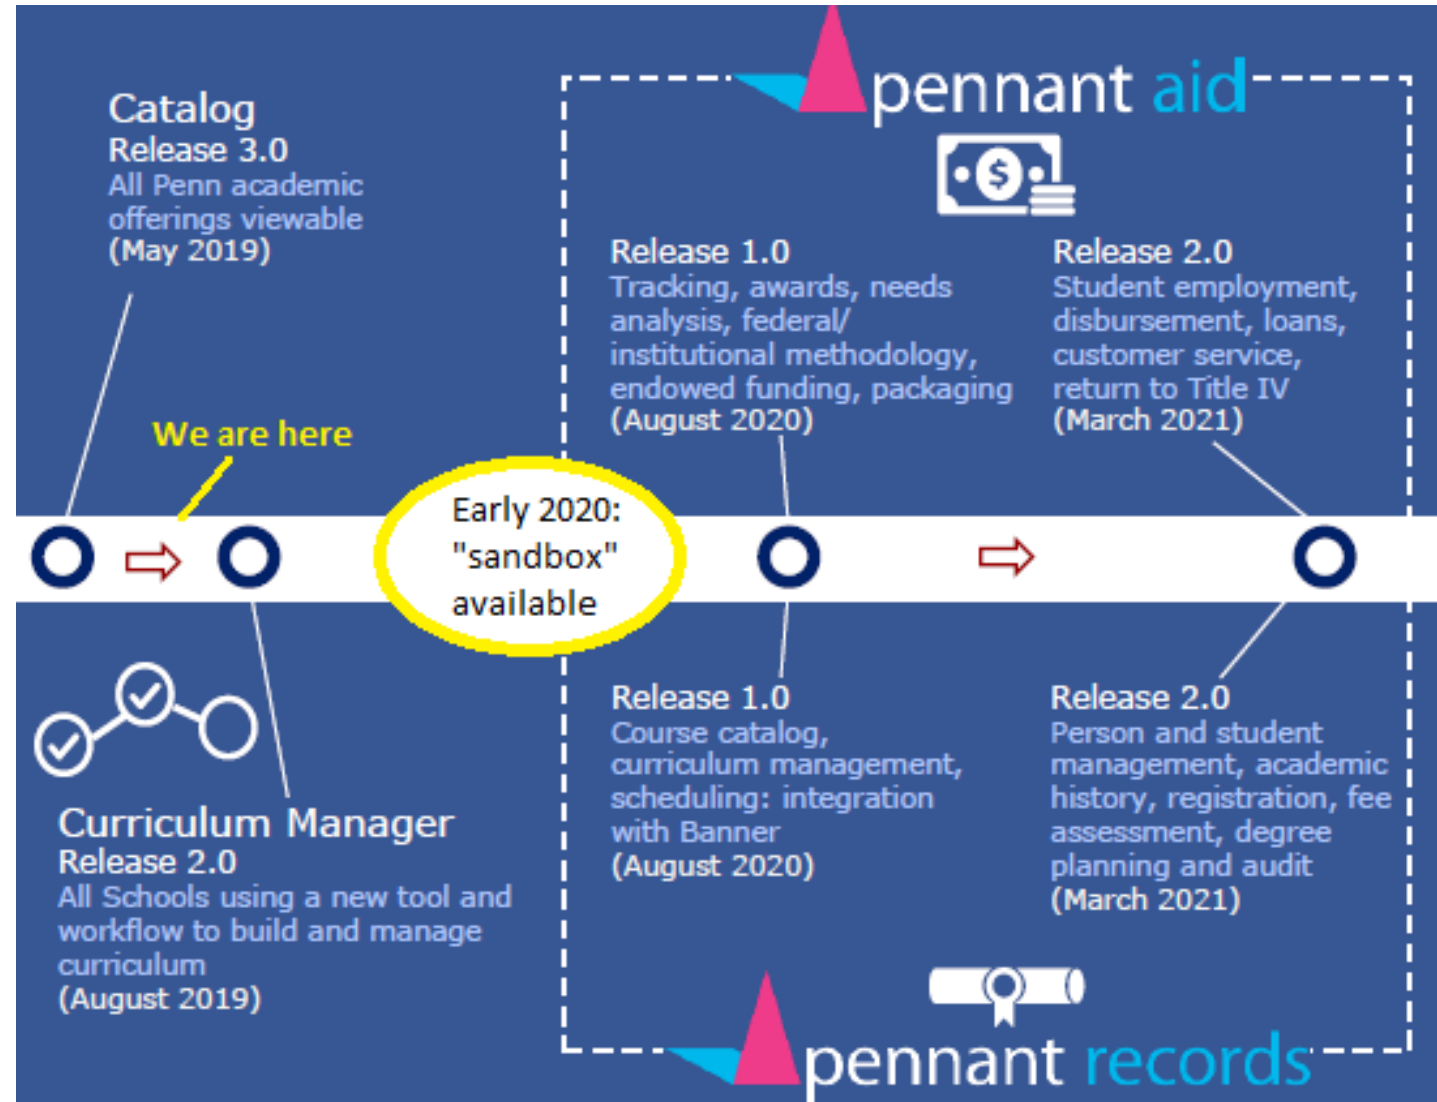 Catalog
Release 3.0
All Penn academic
offerings viewable
(May 2019)
We are here
pennant aid
$
Release 1.0
Tracking, awards, needs
analysis, federal/
institutional methodology,
endowed funding, packaging
(August 2020)
Release 2.0
Student employment,
disbursement, loans,
customer service,
return to Title IV
(March 2021)
Early 2020:
"sandbox"
available
Curriculum Manager
Release 2.0
All Schools using a new tool and
workflow to build and manage
curriculum
(August 2019)
Release 1.0
Course catalog,
curriculum management,
scheduling: integration
with Banner
(August 2020)
Release 2.0
Person and student
management, academic
history, registration, fee
assessment, degree
planning and audit
(March 2021)
pennant records